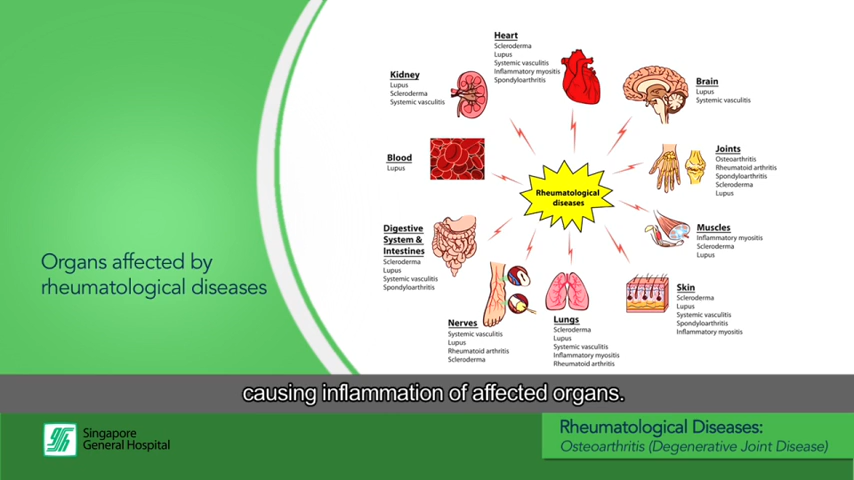 Organs affected by
rheumatological diseases
Heart
Scleroderma
Lupus
Systemic vasculitis
Inflammatory myositis
Spondyloarthritis
Kidney
Lupus
Scleroderma
Systemic vasculitis
Brain
Lupus
Systemic vasculitis
Blood
Lupus
Joints
Osteoarthritis
Rheumatoid arthritis
Spondyloarthritis
Scleroderma
Lupus
Rheumatological
diseases
Digestive
System &
Intestines
Scleroderma
Lupus
Systemic vasculitis
Spondyloarthritis
Muscles
Inflammatory myositis
Scleroderma
Lupus
Skin
Scleroderma
Lupus
Systemic vasculitis
Spondyloarthritis
Inflammatory myositis
Nerves
Systemic vasculitis
Lupus
Rheumatoid arthritis
Scleroderma
Lungs
Scleroderma
Lupus
Systemic vasculitis
Inflammatory myositis
Rheumatoid arthritis
causing inflammation of affected organs.
Singapore
General Hospital
Rheumatological Diseases:
Osteoarthritis (Degenerative Joint Disease)